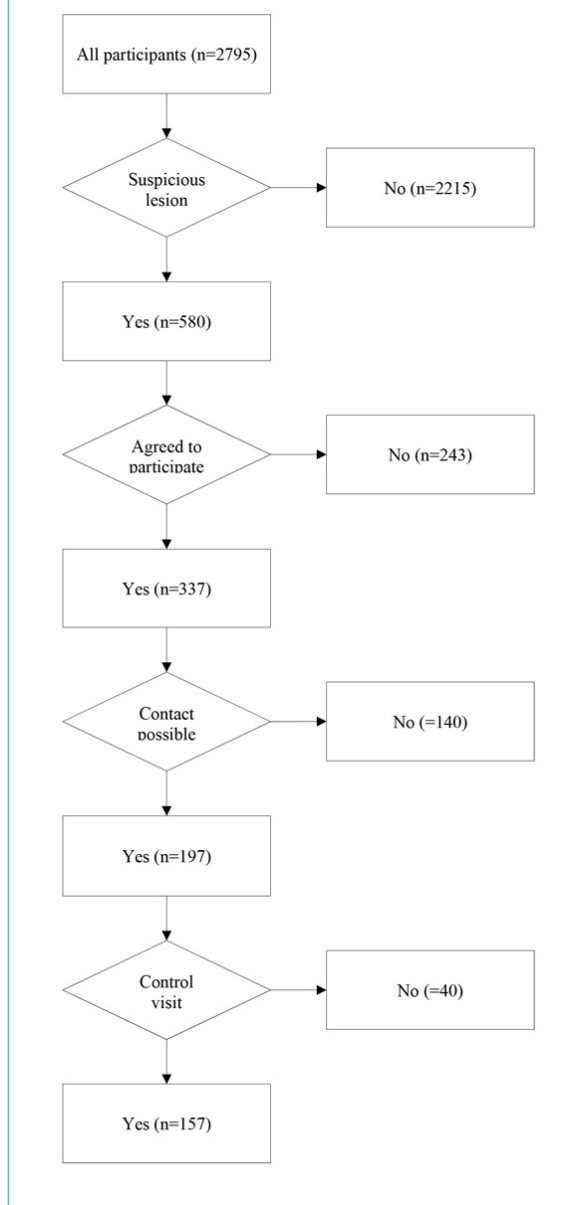 All participants (n=2795)
Suspicious
lesion
No (n=2215)
Yes (n=580)
Agreed to
participate
No (n=243)
Yes (n=337)
Contact
possible
No (=140)
Yes (n=197)
Control
visit
No (=40)
Yes (n=157)